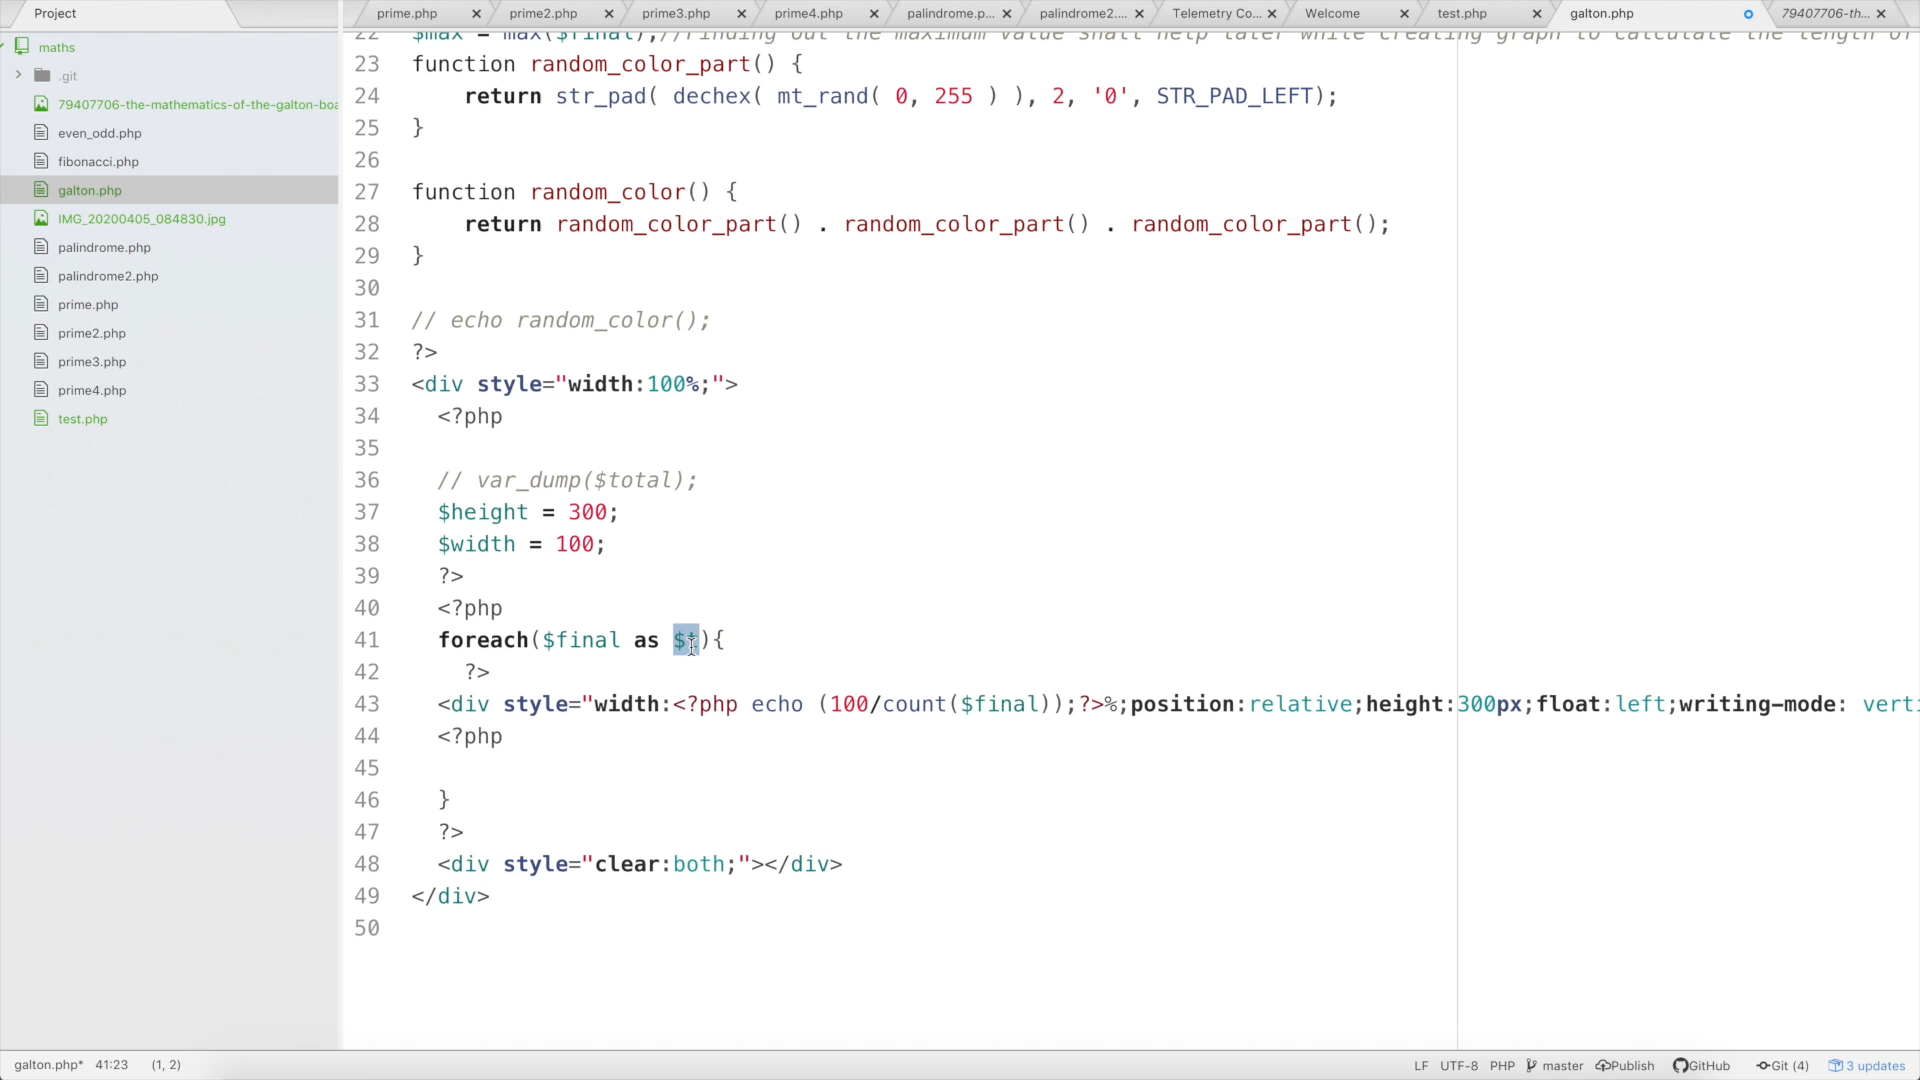 Project
prime.php
prime2.php
prime3.php
prime4.php
palindrome.p...
palindrome2....
Telemetry Co...
Welcome
test.php
galton.php
79407706-th...
maths
.git
79407706-the-mathematics-of-the-galton-boa
even_odd.php
fibonacci.php
galton.php
IMG_20200405_084830.jpg
palindrome.php
palindrome2.php
prime.php
prime2.php
prime3.php
prime4.php
test.php
22 $max = max($final);//Finding out the maximum value shall help later while creating graph to calculate the length of
23 function random_color_part() {
24 return str_pad( dechex( mt_rand( 0, 255 ) ), 2, '0', STR_PAD_LEFT);
25 }
26
27 function random_color() {
28 return random_color_part() . random_color_part() . random_color_part();
29 }
30
31 // echo random_color();
32 ?>
33 <div style="width:100%;">
34 <?php
35
36 // var_dump($total);
37 $height = 300;
38 $width = 100;
39 ?>
40 <?php
41 foreach($final as $t){
42 ?>
43 <div style="width:<?php echo (100/count($final));?>%;position:relative;height:300px;float:left;writing-mode: verti
44 <?php
45
46 }
47 ?>
48 <div style="clear:both;"></div>
49 </div>
50
galton.php* 41:23 (1, 2)
LF UTF-8 PHP master Publish GitHub Git (4) 3 updates